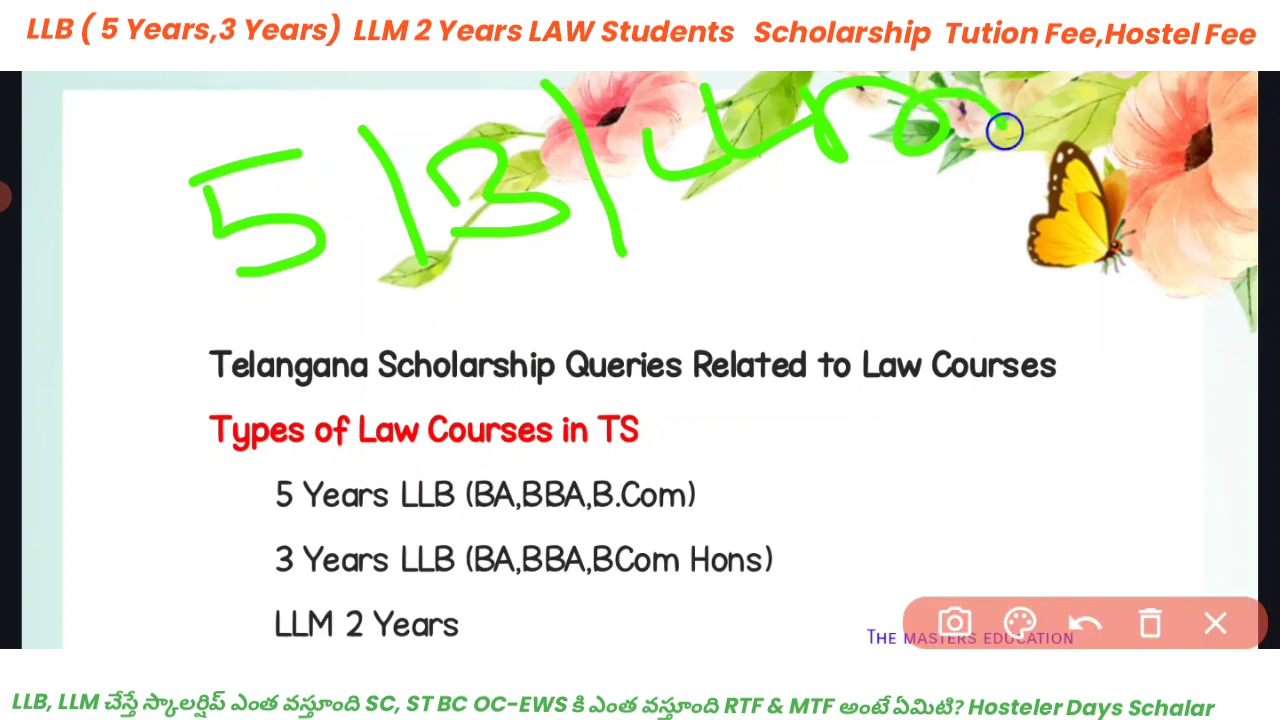 LLB ( 5 Years,3 Years) LLM 2 Years LAW Students Scholarship Tution Fee,Hostel Fee
5 | 3 | LLm
Telangana Scholarship Queries Related to Law Courses
Types of Law Courses in TS
5 Years LLB (BA,BBA,B.Com)
3 Years LLB (BA,BBA,BCom Hons)
LLM 2 Years
THE MASTERS EDUCATION
LLB, LLM చేస్తే స్కాలర్షిప్ ఎంత వస్తూంది SC, ST BC OC-EWS కి ఎంత వస్తూంది RTF & MTF అంటే ఏమిటి? Hosteler Days Schalar